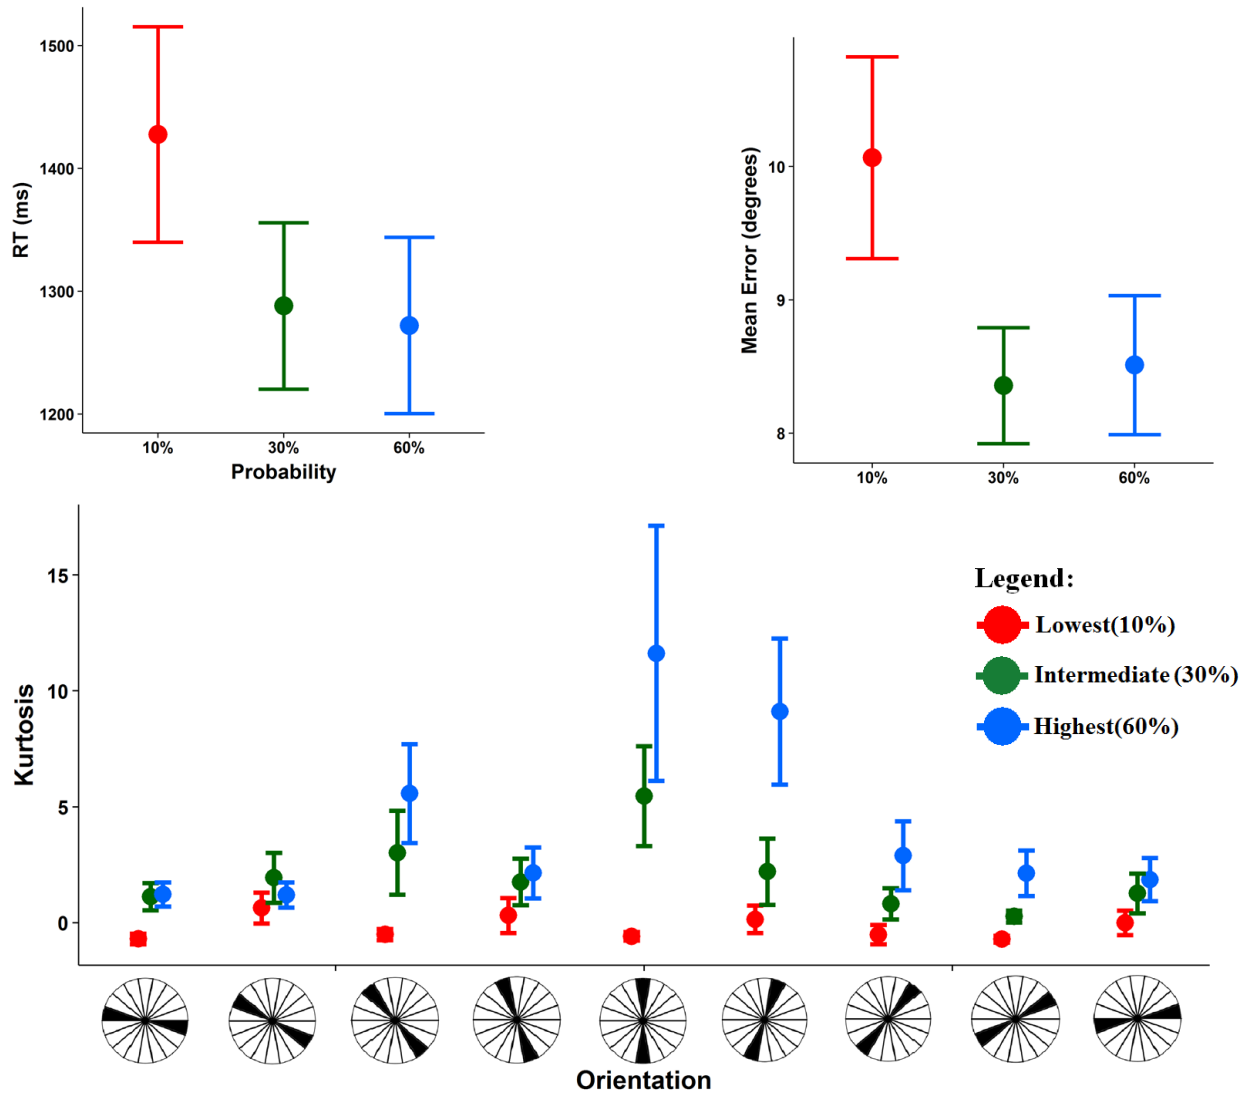 1500
1400
1300
1200
RT (ms)
10% 30% 60%
Probability
10
9
8
Mean Error (degrees)
10% 30% 60%
15
10
5
0
Kurtosis
Legend:
Lowest(10%)
Intermediate (30%)
Highest(60%)
Orientation